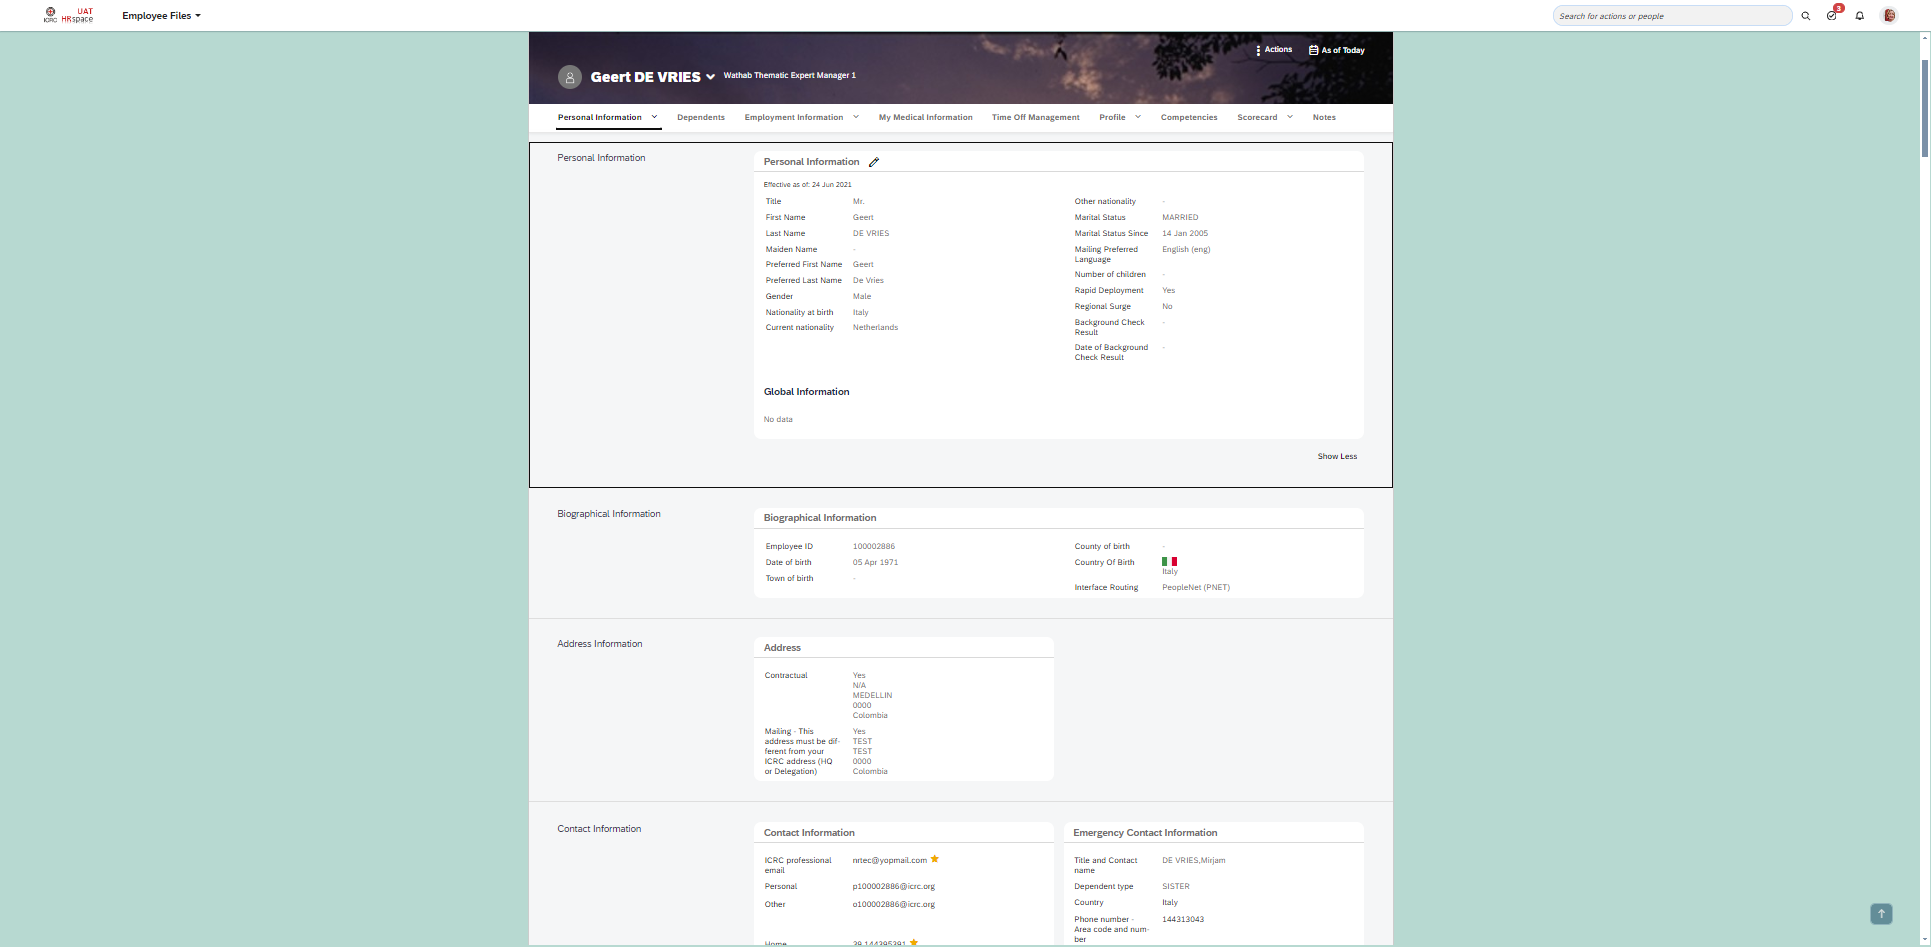 ICRC
UAT
HRspace
Employee Files
Search for actions or people
3
Actions
As of Today
Geert DE VRIES
Wathab Thematic Expert Manager 1
Personal Information
Dependents
Employment Information
My Medical Information
Time Off Management
Profile
Competencies
Scorecard
Notes
Personal Information
Personal Information
Effective as of: 24 Jun 2021
Title Mr.
First Name Geert
Last Name DE VRIES
Maiden Name -
Preferred First Name Geert
Preferred Last Name De Vries
Gender Male
Nationality at birth Italy
Current nationality Netherlands
Other nationality -
Marital Status MARRIED
Marital Status Since 14 Jan 2005
Mailing Preferred English (eng)
Language
Number of children -
Rapid Deployment Yes
Regional Surge No
Background Check -
Result
Date of Background -
Check Result
Global Information
No data
Show Less
Biographical Information
Biographical Information
Employee ID 100002886
Date of birth 05 Apr 1971
Town of birth -
County of birth -
Country Of Birth
Italy
Interface Routing PeopleNet (PNET)
Address Information
Address
Contractual Yes
N/A
MEDELLIN
0000
Colombia
Mailing - This Yes
address must be dif- TEST
ferent from your TEST
ICRC address (HQ 0000
or Delegation) Colombia
Contact Information
Contact Information
ICRC professional nrtec@yopmail.com
email
Personal p100002886@icrc.org
Other o100002886@icrc.org
Home 39 144395391
Emergency Contact Information
Title and Contact DE VRIES,Mirjam
name
Dependent type SISTER
Country Italy
Phone number - 144313043
Area code and num-
ber